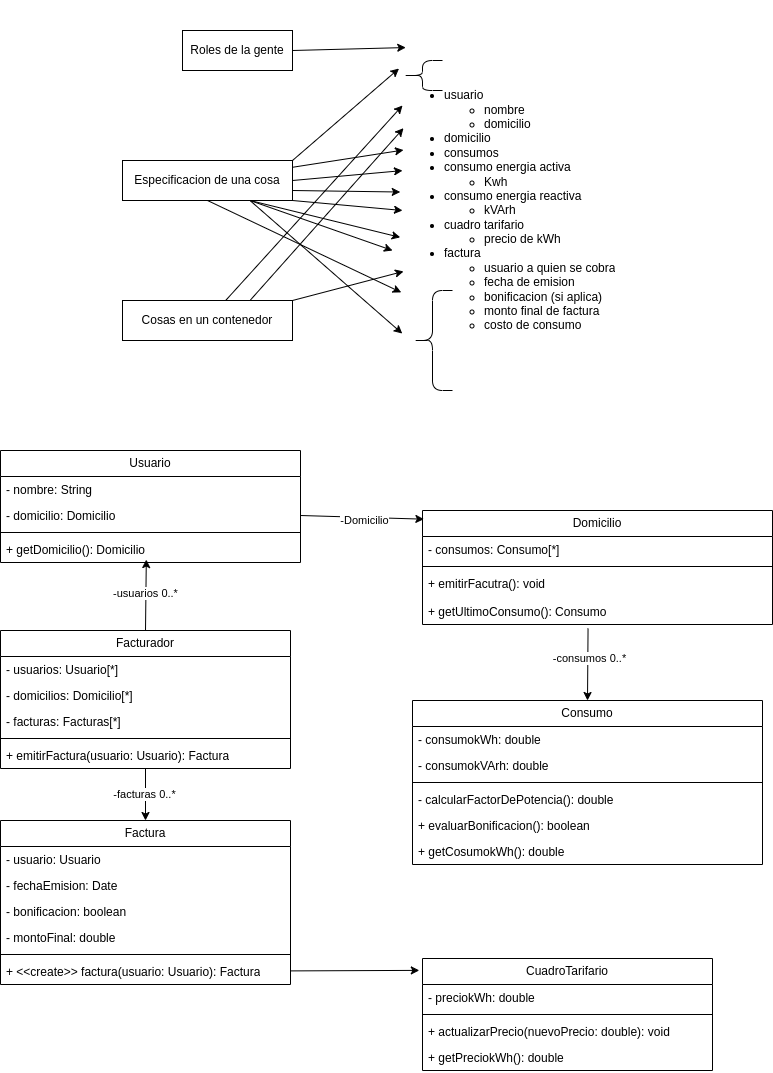 Roles de la gente
Especificacion de una cosa
Cosas en un contenedor
usuario
nombre
domicilio
domicilio
consumos
consumo energia activa
Kwh
consumo energia reactiva
kVArh
cuadro tarifario
precio de kWh
factura
usuario a quien se cobra
fecha de emision
bonificacion (si aplica)
monto final de factura
costo de consumo
Usuario
- nombre: String
- domicilio: Domicilio
+ getDomicilio(): Domicilio
-Domicilio
Domicilio
- consumos: Consumo[*]
+ emitirFacutra(): void
+ getUltimoConsumo(): Consumo
-usuarios 0..*
Facturador
- usuarios: Usuario[*]
- domicilios: Domicilio[*]
- facturas: Facturas[*]
+ emitirFactura(usuario: Usuario): Factura
-consumos 0..*
Consumo
- consumokWh: double
- consumokVArh: double
- calcularFactorDePotencia(): double
+ evaluarBonificacion(): boolean
+ getCosumokWh(): double
-facturas 0..*
Factura
- usuario: Usuario
- fechaEmision: Date
- bonificacion: boolean
- montoFinal: double
+ <<create>> factura(usuario: Usuario): Factura
CuadroTarifario
- preciokWh: double
+ actualizarPrecio(nuevoPrecio: double): void
+ getPreciokWh(): double